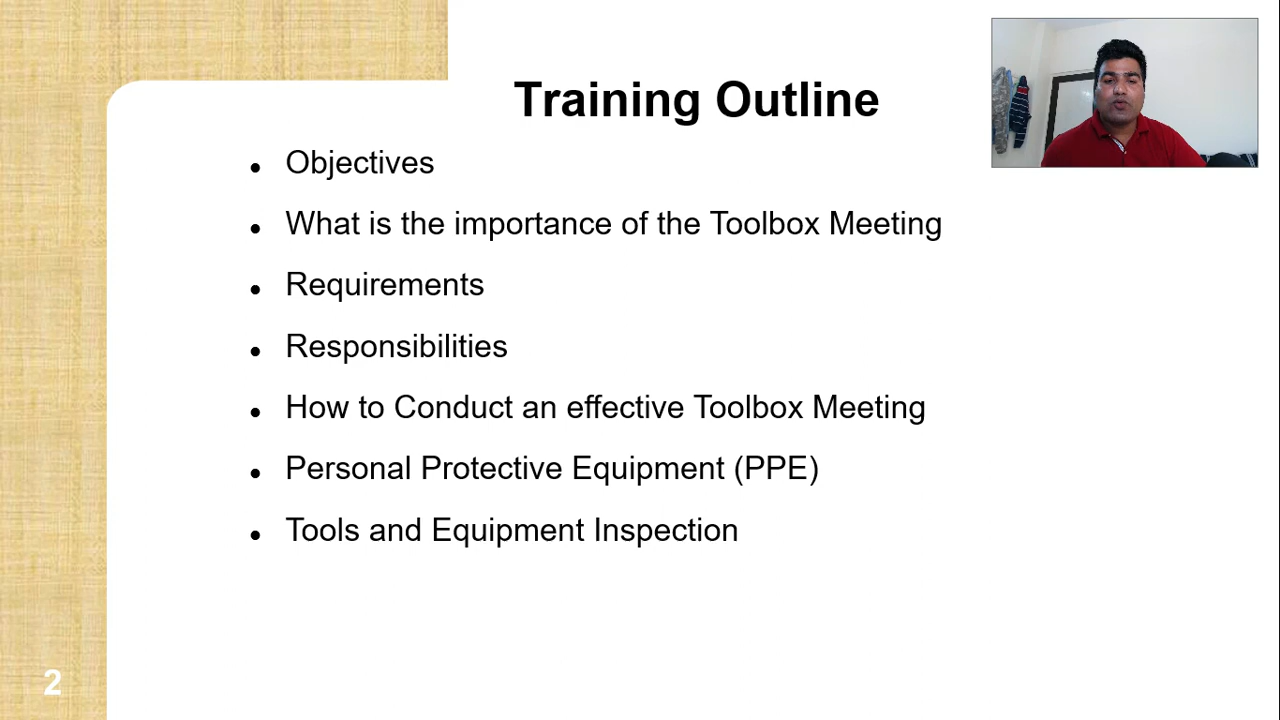 Training Outline
Objectives
What is the importance of the Toolbox Meeting
Requirements
Responsibilities
How to Conduct an effective Toolbox Meeting
Personal Protective Equipment (PPE)
Tools and Equipment Inspection
2